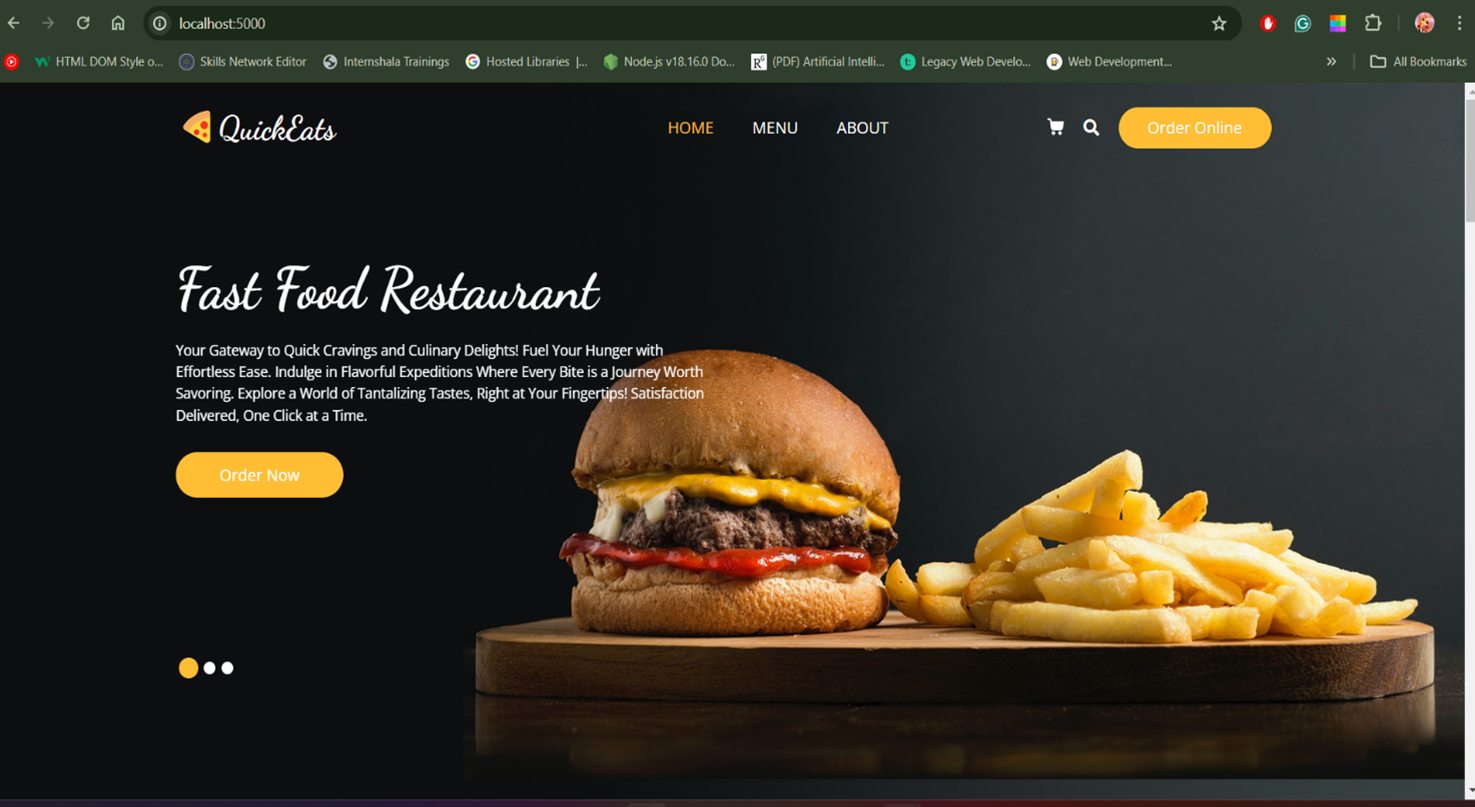 localhost:5000
HTML DOM Style o... Skills Network Editor Internshala Trainings Hosted Libraries |... Node.js v18.16.0 Do... (PDF) Artificial Intelli... Legacy Web Develo... Web Development... » All Bookmarks
QuickEats HOME MENU ABOUT Order Online
Fast Food Restaurant
Your Gateway to Quick Cravings and Culinary Delights! Fuel Your Hunger with
Effortless Ease. Indulge in Flavorful Expeditions Where Every Bite is a Journey Worth
Savoring. Explore a World of Tantalizing Tastes, Right at Your Fingertips! Satisfaction
Delivered, One Click at a Time.
Order Now